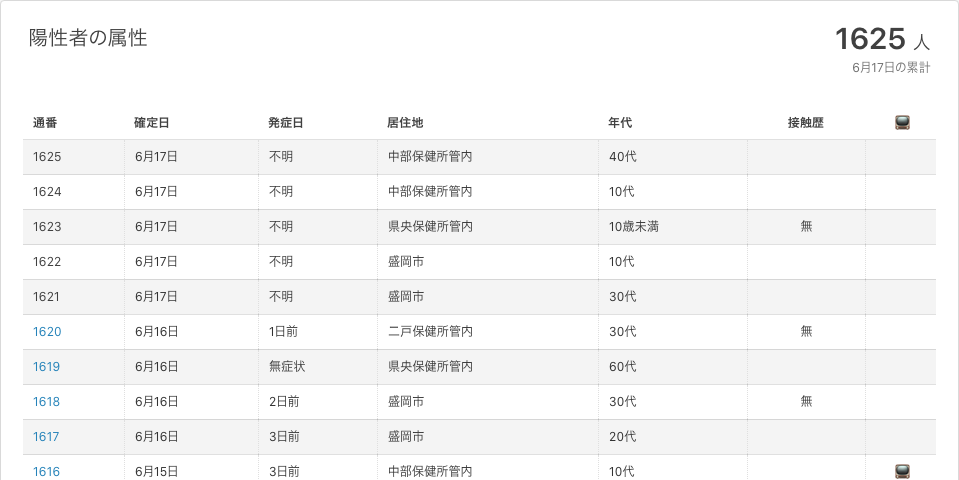 陽性者の属性
1625 人
6月17日の累計
通番 確定日 発症日 居住地 年代 接触歴
1625 6月17日 不明 中部保健所管内 40代
1624 6月17日 不明 中部保健所管内 10代
1623 6月17日 不明 県央保健所管内 10歳未満 無
1622 6月17日 不明 盛岡市 10代
1621 6月17日 不明 盛岡市 30代
1620 6月16日 1日前 二戸保健所管内 30代 無
1619 6月16日 無症状 県央保健所管内 60代
1618 6月16日 2日前 盛岡市 30代 無
1617 6月16日 3日前 盛岡市 20代
1616 6月15日 3日前 中部保健所管内 10代